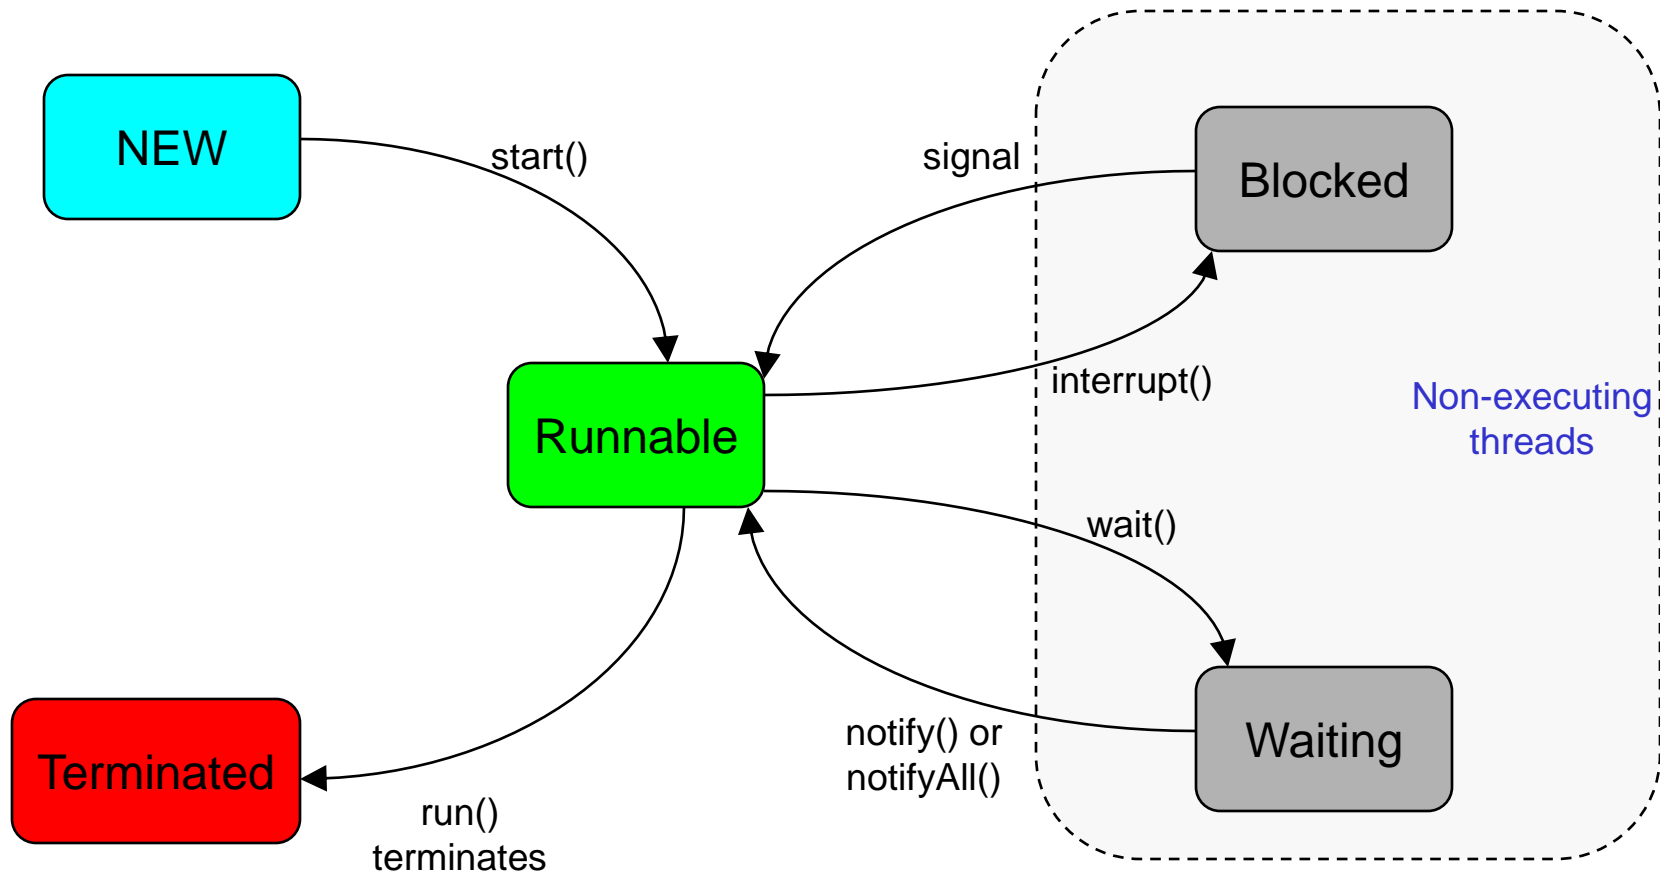 NEW
start()
signal
Blocked
interrupt()
Non-executing
threads
Runnable
wait()
notify() or
notifyAll()
Waiting
Terminated
run()
terminates